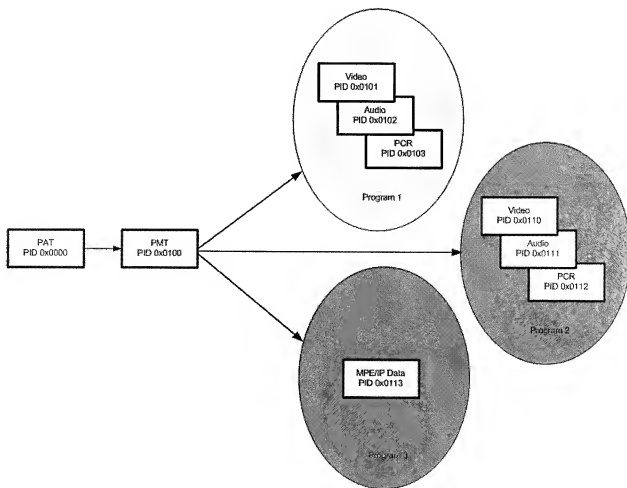 Video
PID 0x0101
Audio
PID 0x0102
PCR
PID 0x0103
Program 1
PAT
PID 0x0000
PMT
PID 0x0100
Video
PID 0x0110
Audio
PID 0x0111
PCR
PID 0x0112
Program 2
MPE/IP Data
PID 0x0113
Program 3